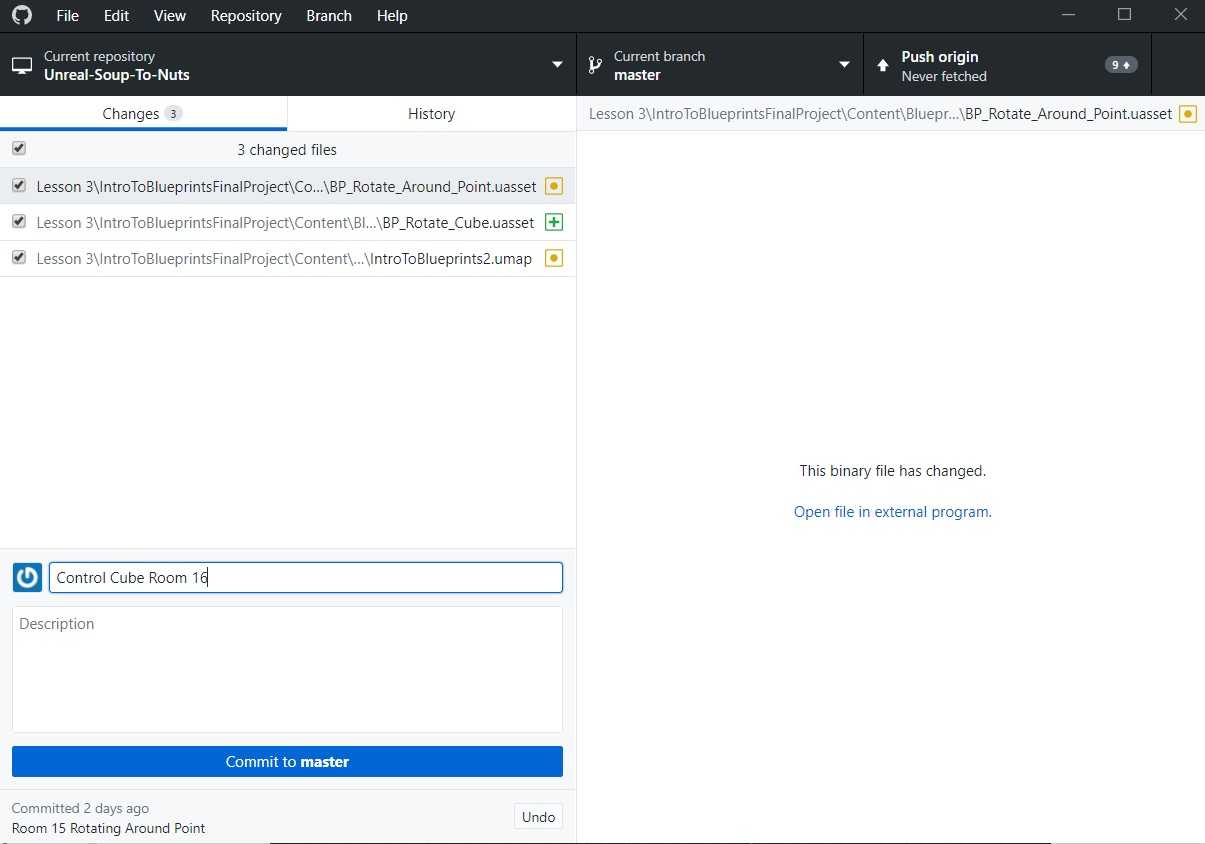 File Edit View Repository Branch Help
Current repository
Unreal-Soup-To-Nuts
Current branch
master
Push origin
Never fetched
9
Changes 3
History
Lesson 3\IntroToBlueprintsFinalProject\Content\Bluepr...\BP_Rotate_Around_Point.uasset
3 changed files
Lesson 3\IntroToBlueprintsFinalProject\Co...\BP_Rotate_Around_Point.uasset
Lesson 3\IntroToBlueprintsFinalProject\Content\Bl...\BP_Rotate_Cube.uasset
Lesson 3\IntroToBlueprintsFinalProject\Content\...\IntroToBlueprints2.umap
This binary file has changed.
Open file in external program.
Control Cube Room 16
Description
Commit to master
Committed 2 days ago
Room 15 Rotating Around Point
Undo